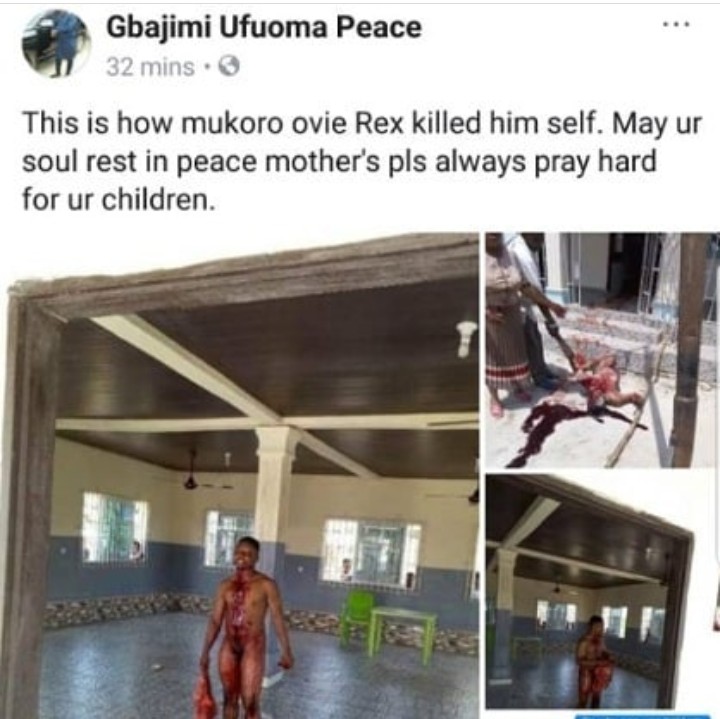 Gbajimi Ufuoma Peace
32 mins ·
This is how mukoro ovie Rex killed him self. May ur
soul rest in peace mother's pls always pray hard
for ur children.